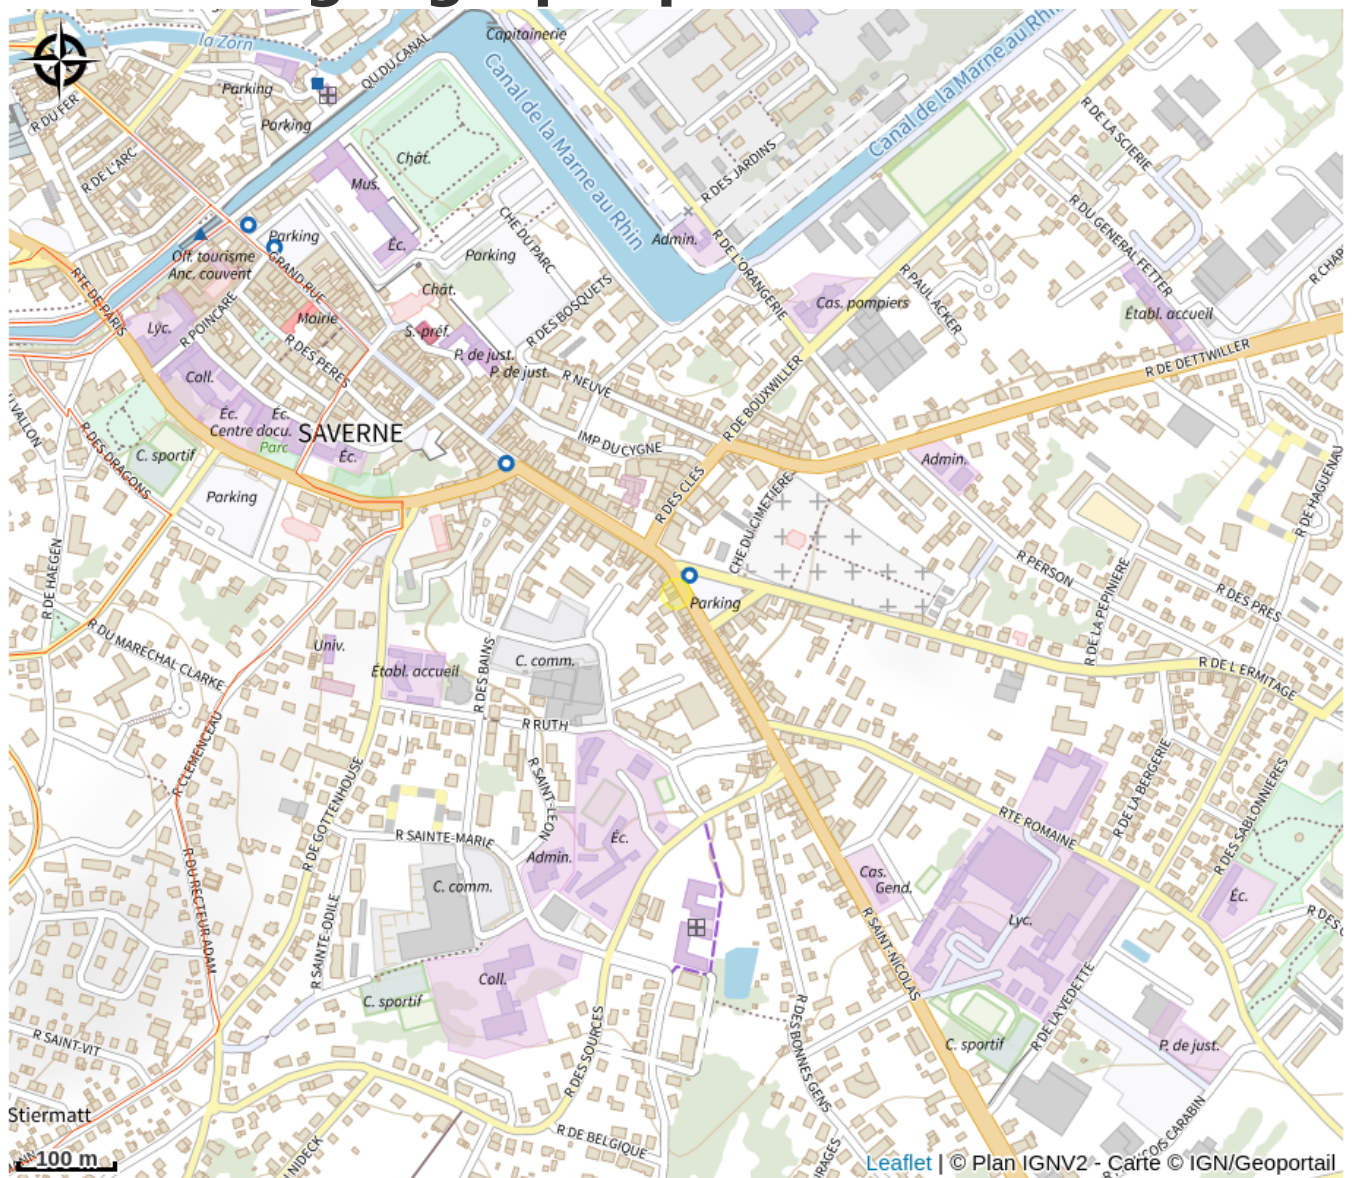 la Zorn
Capitainerie
QU DU CANAL
Parking
R DU FER
Parking
Canal de la Marne au Rhin
Canal de la Marne au Rhin
R DE LA SCIERIE
R DE L'ARC
Chât.
R DES JARDINS
Mus.
R DU GENERAL FETTER
CHE DU PARC
Éc.
Parking
Admin.
Parking
R DE L'ORANGERIE
Off. tourisme
Anc. couvent
GRAND RUE
R PAUL ACKER
RTE DE PARIS
Chât.
R DES BOSQUETS
Cas. pompiers
Établ. accueil
Lyc.
R POINCARE
Mairie
S.-préf.
R DES PERES
P. de just.
P. de just.
R DE DETTWILLER
Coll.
R NEUVE
R DE BOUXWILLER
Éc.
Éc.
Centre docu.
SAVERNE
Parc
Éc.
IMP DU CYGNE
C. sportif
R DES DRAGONS
Admin.
R DE HAGUENAU
Parking
R DES CLES
CHE DU CIMETIERE
R DE HAEGEN
R PERSON
R DE LA PEPINIERE
R DES PRES
Parking
R DU MARECHAL CLARKE
Univ.
R DES BAINS
C. comm.
Établ. accueil
R DE L ERMITAGE
R RUTH
R CLEMENCEAU
R DE GOTTENHOUSE
R SAINT-LEON
R DE LA BERGERIE
R DES SABLONNIERES
RTE ROMAINE
R SAINTE-MARIE
Éc.
Admin.
Cas.
Gend.
C. comm.
Éc.
Lyc.
R DU RECTEUR ADAM
R SAINTE-ODILE
R SAINT-NICOLAS
Coll.
C. sportif
R DE LA VEDETTE
R DES SOURCES
R DES BONNES GENS
R SAINT-VIT
C. sportif
P. de just.
Stiermatt
R DE BELGIQUE
100 m
Leaflet | © Plan IGNV2 - Carte © IGN/Geoportail